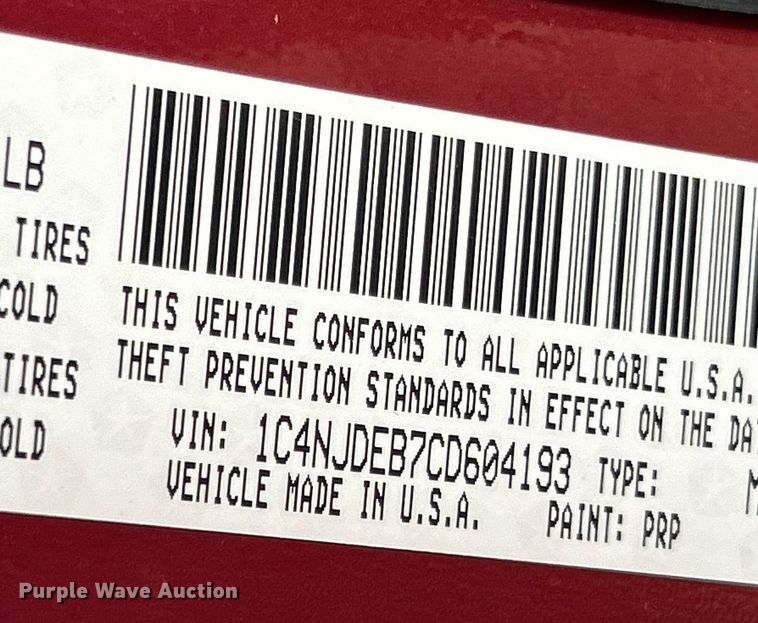 LB
TIRES
COLD
TIRES
OLD
THIS VEHICLE CONFORMS TO ALL APPLICABLE U.S.A.
THEFT PREVENTION STANDARDS IN EFFECT ON THE DA
VIN: 1C4NJDEB7CD604193 TYPE: M
VEHICLE MADE IN U.S.A. PAINT: PRP
Purple Wave Auction